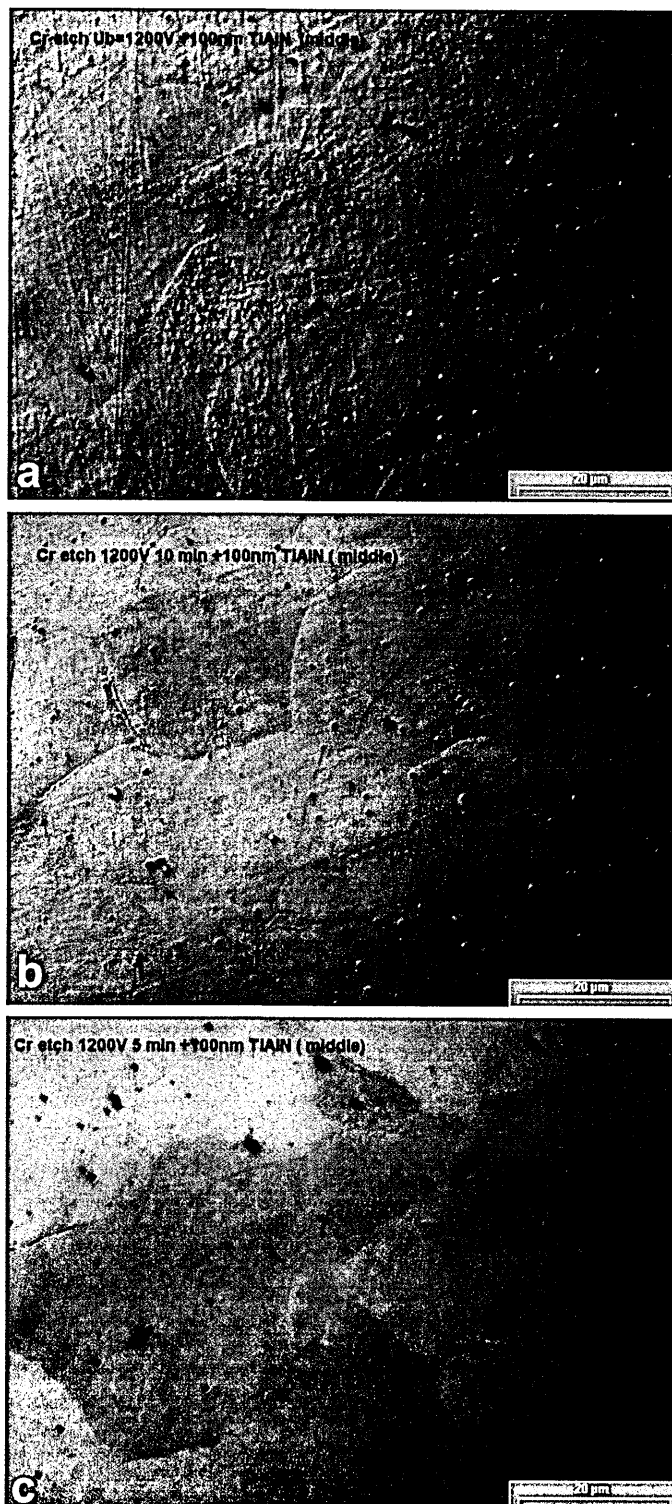 Cr etch Ub=1200V +100nm TiAlN (middle)
a
20 µm
Cr etch 1200V 10 min +100nm TiAlN ( middle)
b
20 µm
Cr etch 1200V 5 min +100nm TiAlN ( middle)
c
20 µm